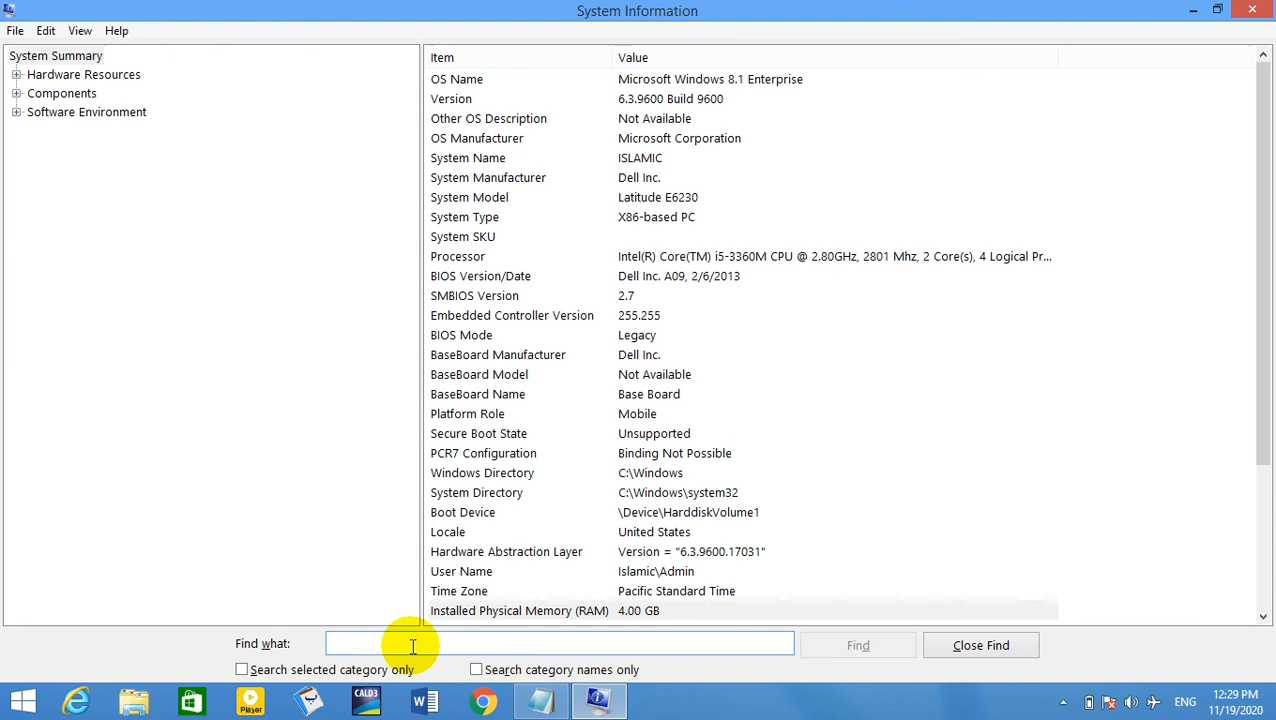 System Information
File Edit View Help
System Summary
Hardware Resources
Components
Software Environment
Item Value
OS Name Microsoft Windows 8.1 Enterprise
Version 6.3.9600 Build 9600
Other OS Description Not Available
OS Manufacturer Microsoft Corporation
System Name ISLAMIC
System Manufacturer Dell Inc.
System Model Latitude E6230
System Type X86-based PC
System SKU
Processor Intel(R) Core(TM) i5-3360M CPU @ 2.80GHz, 2801 Mhz, 2 Core(s), 4 Logical Pr...
BIOS Version/Date Dell Inc. A09, 2/6/2013
SMBIOS Version 2.7
Embedded Controller Version 255.255
BIOS Mode Legacy
BaseBoard Manufacturer Dell Inc.
BaseBoard Model Not Available
BaseBoard Name Base Board
Platform Role Mobile
Secure Boot State Unsupported
PCR7 Configuration Binding Not Possible
Windows Directory C:\Windows
System Directory C:\Windows\system32
Boot Device \Device\HarddiskVolume1
Locale United States
Hardware Abstraction Layer Version = "6.3.9600.17031"
User Name Islamic\Admin
Time Zone Pacific Standard Time
Installed Physical Memory (RAM) 4.00 GB
Find what: Find Close Find
Search selected category only Search category names only
Player CALD3 ENG 12:29 PM
11/19/2020